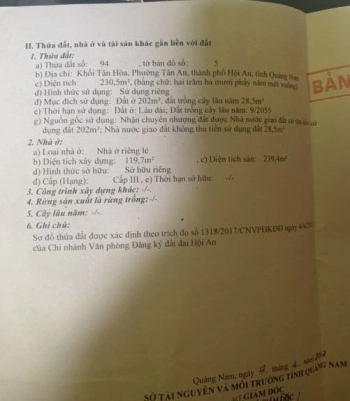 II. Thửa đất, nhà ở và tài sản khác gắn liền với đất
1. Thửa đất:
a) Thửa đất số: 94 , tờ bản đồ số: 5
b) Địa chỉ: Khối Tân Hòa, Phường Tân An, thành phố Hội An, tỉnh Quảng Nam
c) Diện tích: 230,5m², (bằng chữ: hai trăm ba mươi phẩy năm mét vuông)
d) Hình thức sử dụng: Sử dụng riêng
đ) Mục đích sử dụng: Đất ở 202m², đất trồng cây lâu năm 28,5m²
e) Thời hạn sử dụng: Đất ở: Lâu dài; Đất trồng cây lâu năm: 9/2055
g) Nguồn gốc sử dụng: Nhận chuyển nhượng đất được Nhà nước giao đất có thu tiền sử
dụng đất 202m²; Nhà nước giao đất không thu tiền sử dụng đất 28,5m²
2. Nhà ở:
a) Loại nhà ở: Nhà ở riêng lẻ
b) Diện tích xây dựng: 119,7m² , c) Diện tích sàn: 239,4m²
d) Hình thức sở hữu: Sở hữu riêng
đ) Cấp (Hạng): Cấp III , e) Thời hạn sở hữu: -/-
3. Công trình xây dựng khác: -/-.
4. Rừng sản xuất là rừng trồng: -/-.
5. Cây lâu năm: -/-.
6. Ghi chú:
Sơ đồ thửa đất được xác định theo trích đo số 1318/2017/CNVPĐKĐĐ ngày
của Chi nhánh Văn phòng Đăng ký đất đai Hội An
BẢN
Quảng Nam, ngày tháng năm
SỞ TÀI NGUYÊN VÀ MÔI TRƯỜNG TỈNH QUẢNG NAM
GIÁM ĐỐC